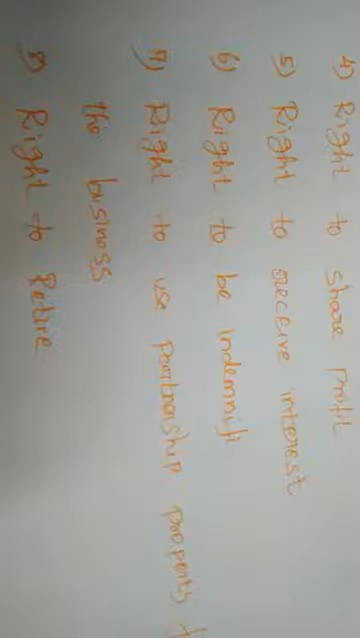 4) Right to share Profit
5) Right to receive interest
6) Right to be indemnify
7) Right to use partnership property f
the business
8) Right to Retire